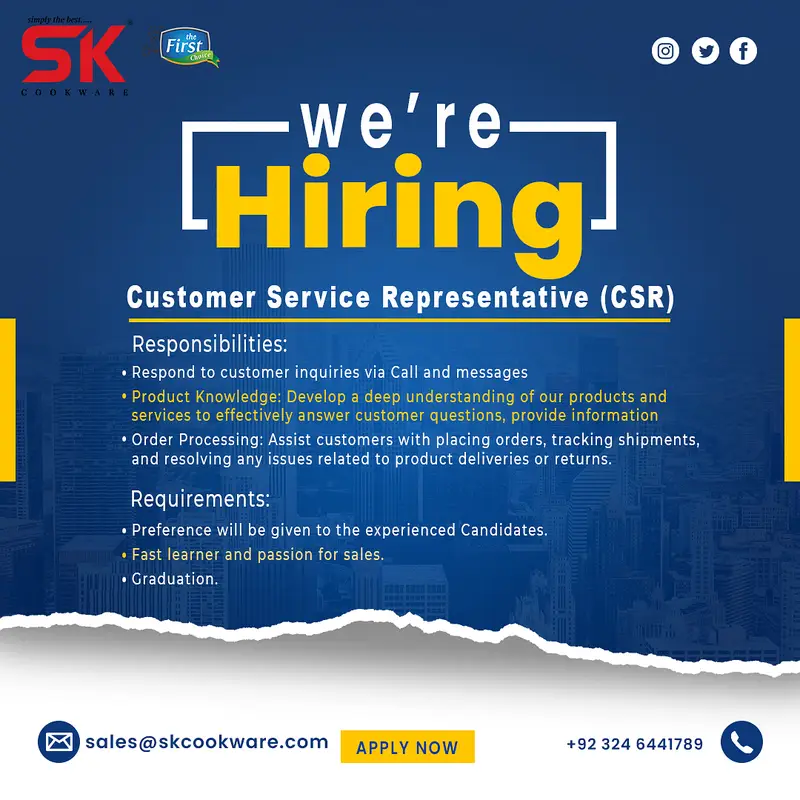 simply the best.....
SK
COOKWARE
the
First
Choice
we're
Hiring
Customer Service Representative (CSR)
Responsibilities:
• Respond to customer inquiries via Call and messages
• Product Knowledge: Develop a deep understanding of our products and
services to effectively answer customer questions, provide information
• Order Processing: Assist customers with placing orders, tracking shipments,
and resolving any issues related to product deliveries or returns.
Requirements:
• Preference will be given to the experienced Candidates.
• Fast learner and passion for sales.
• Graduation.
sales@skcookware.com
APPLY NOW
+92 324 6441789